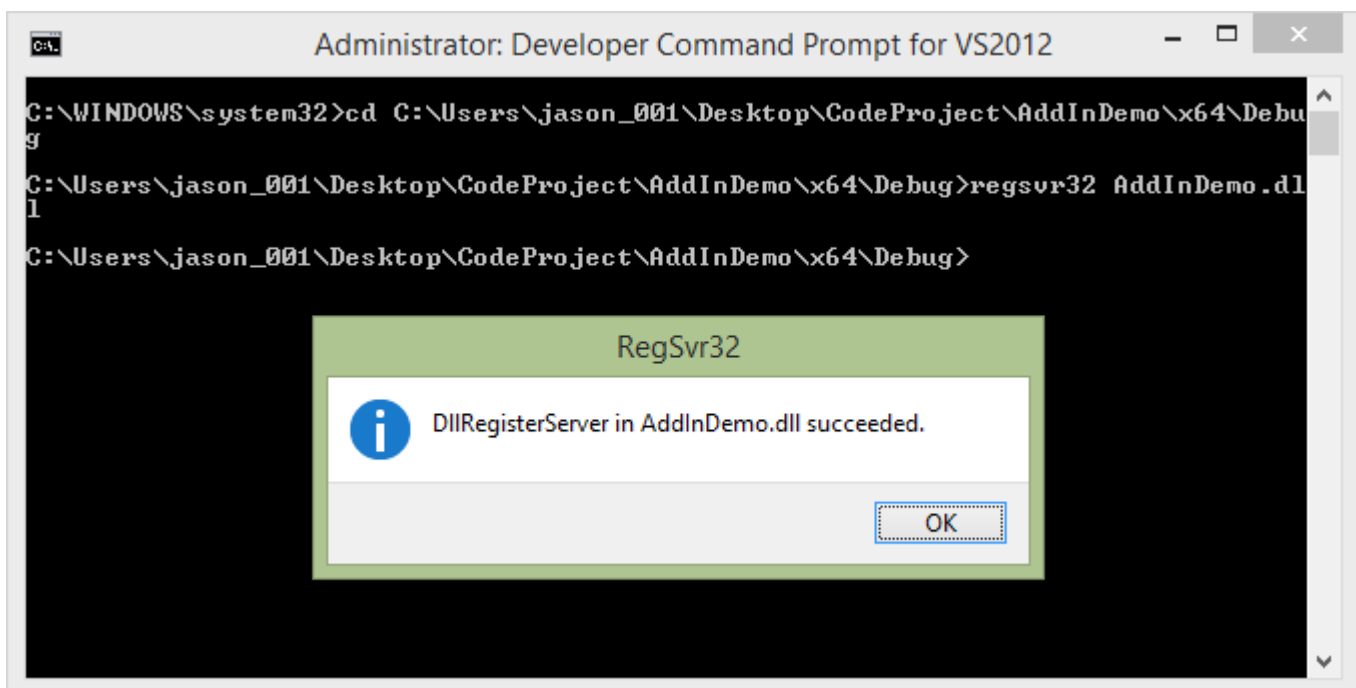 Administrator: Developer Command Prompt for VS2012
C:\WINDOWS\system32>cd C:\Users\jason_001\Desktop\CodeProject\AddInDemo\x64\Debu
g
C:\Users\jason_001\Desktop\CodeProject\AddInDemo\x64\Debug>regsvr32 AddInDemo.dl
l
C:\Users\jason_001\Desktop\CodeProject\AddInDemo\x64\Debug>
RegSvr32
DllRegisterServer in AddInDemo.dll succeeded.
OK